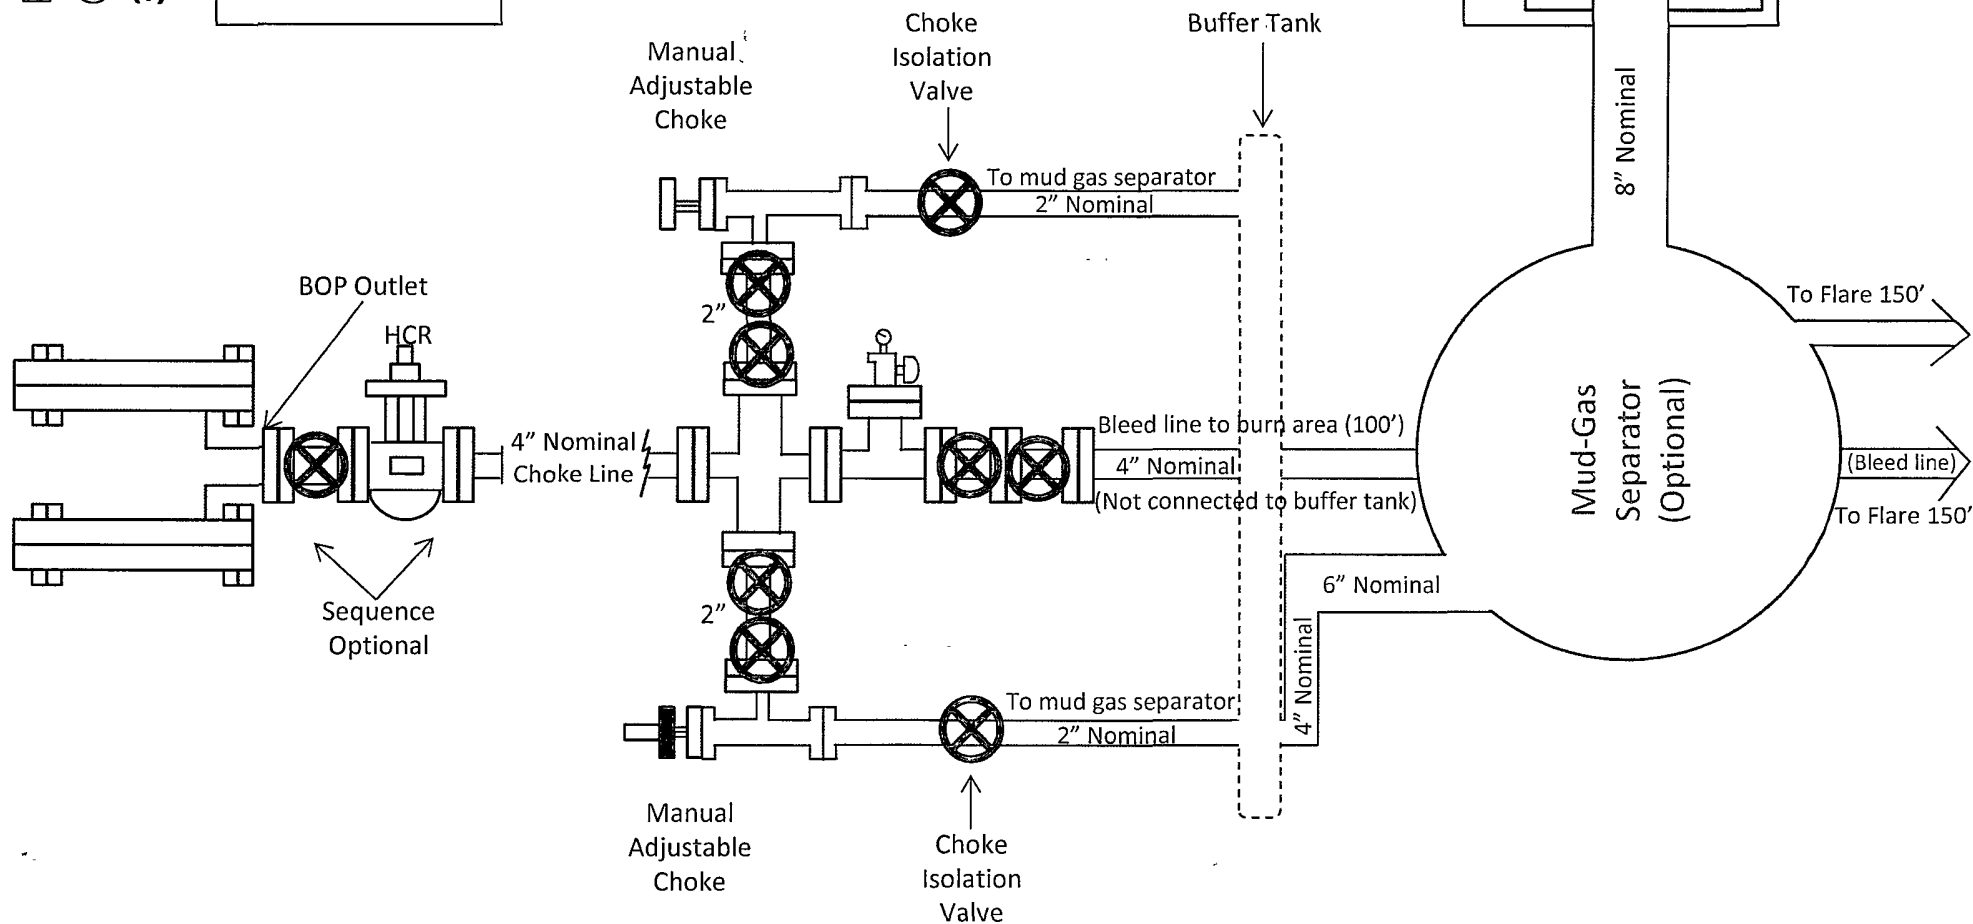 Manual
Adjustable
Choke
Choke
Isolation
Valve
Buffer Tank
8” Nominal
To mud gas separator
2” Nominal
BOP Outlet
HCR
2”
To Flare 150’
4” Nominal
Choke Line
Bleed line to burn area (100’)
4” Nominal
(Not connected to buffer tank)
Mud-Gas
Separator
(Optional)
(Bleed line)
To Flare 150’
Sequence
Optional
2”
6” Nominal
4” Nominal
To mud gas separator
2” Nominal
Manual
Adjustable
Choke
Choke
Isolation
Valve